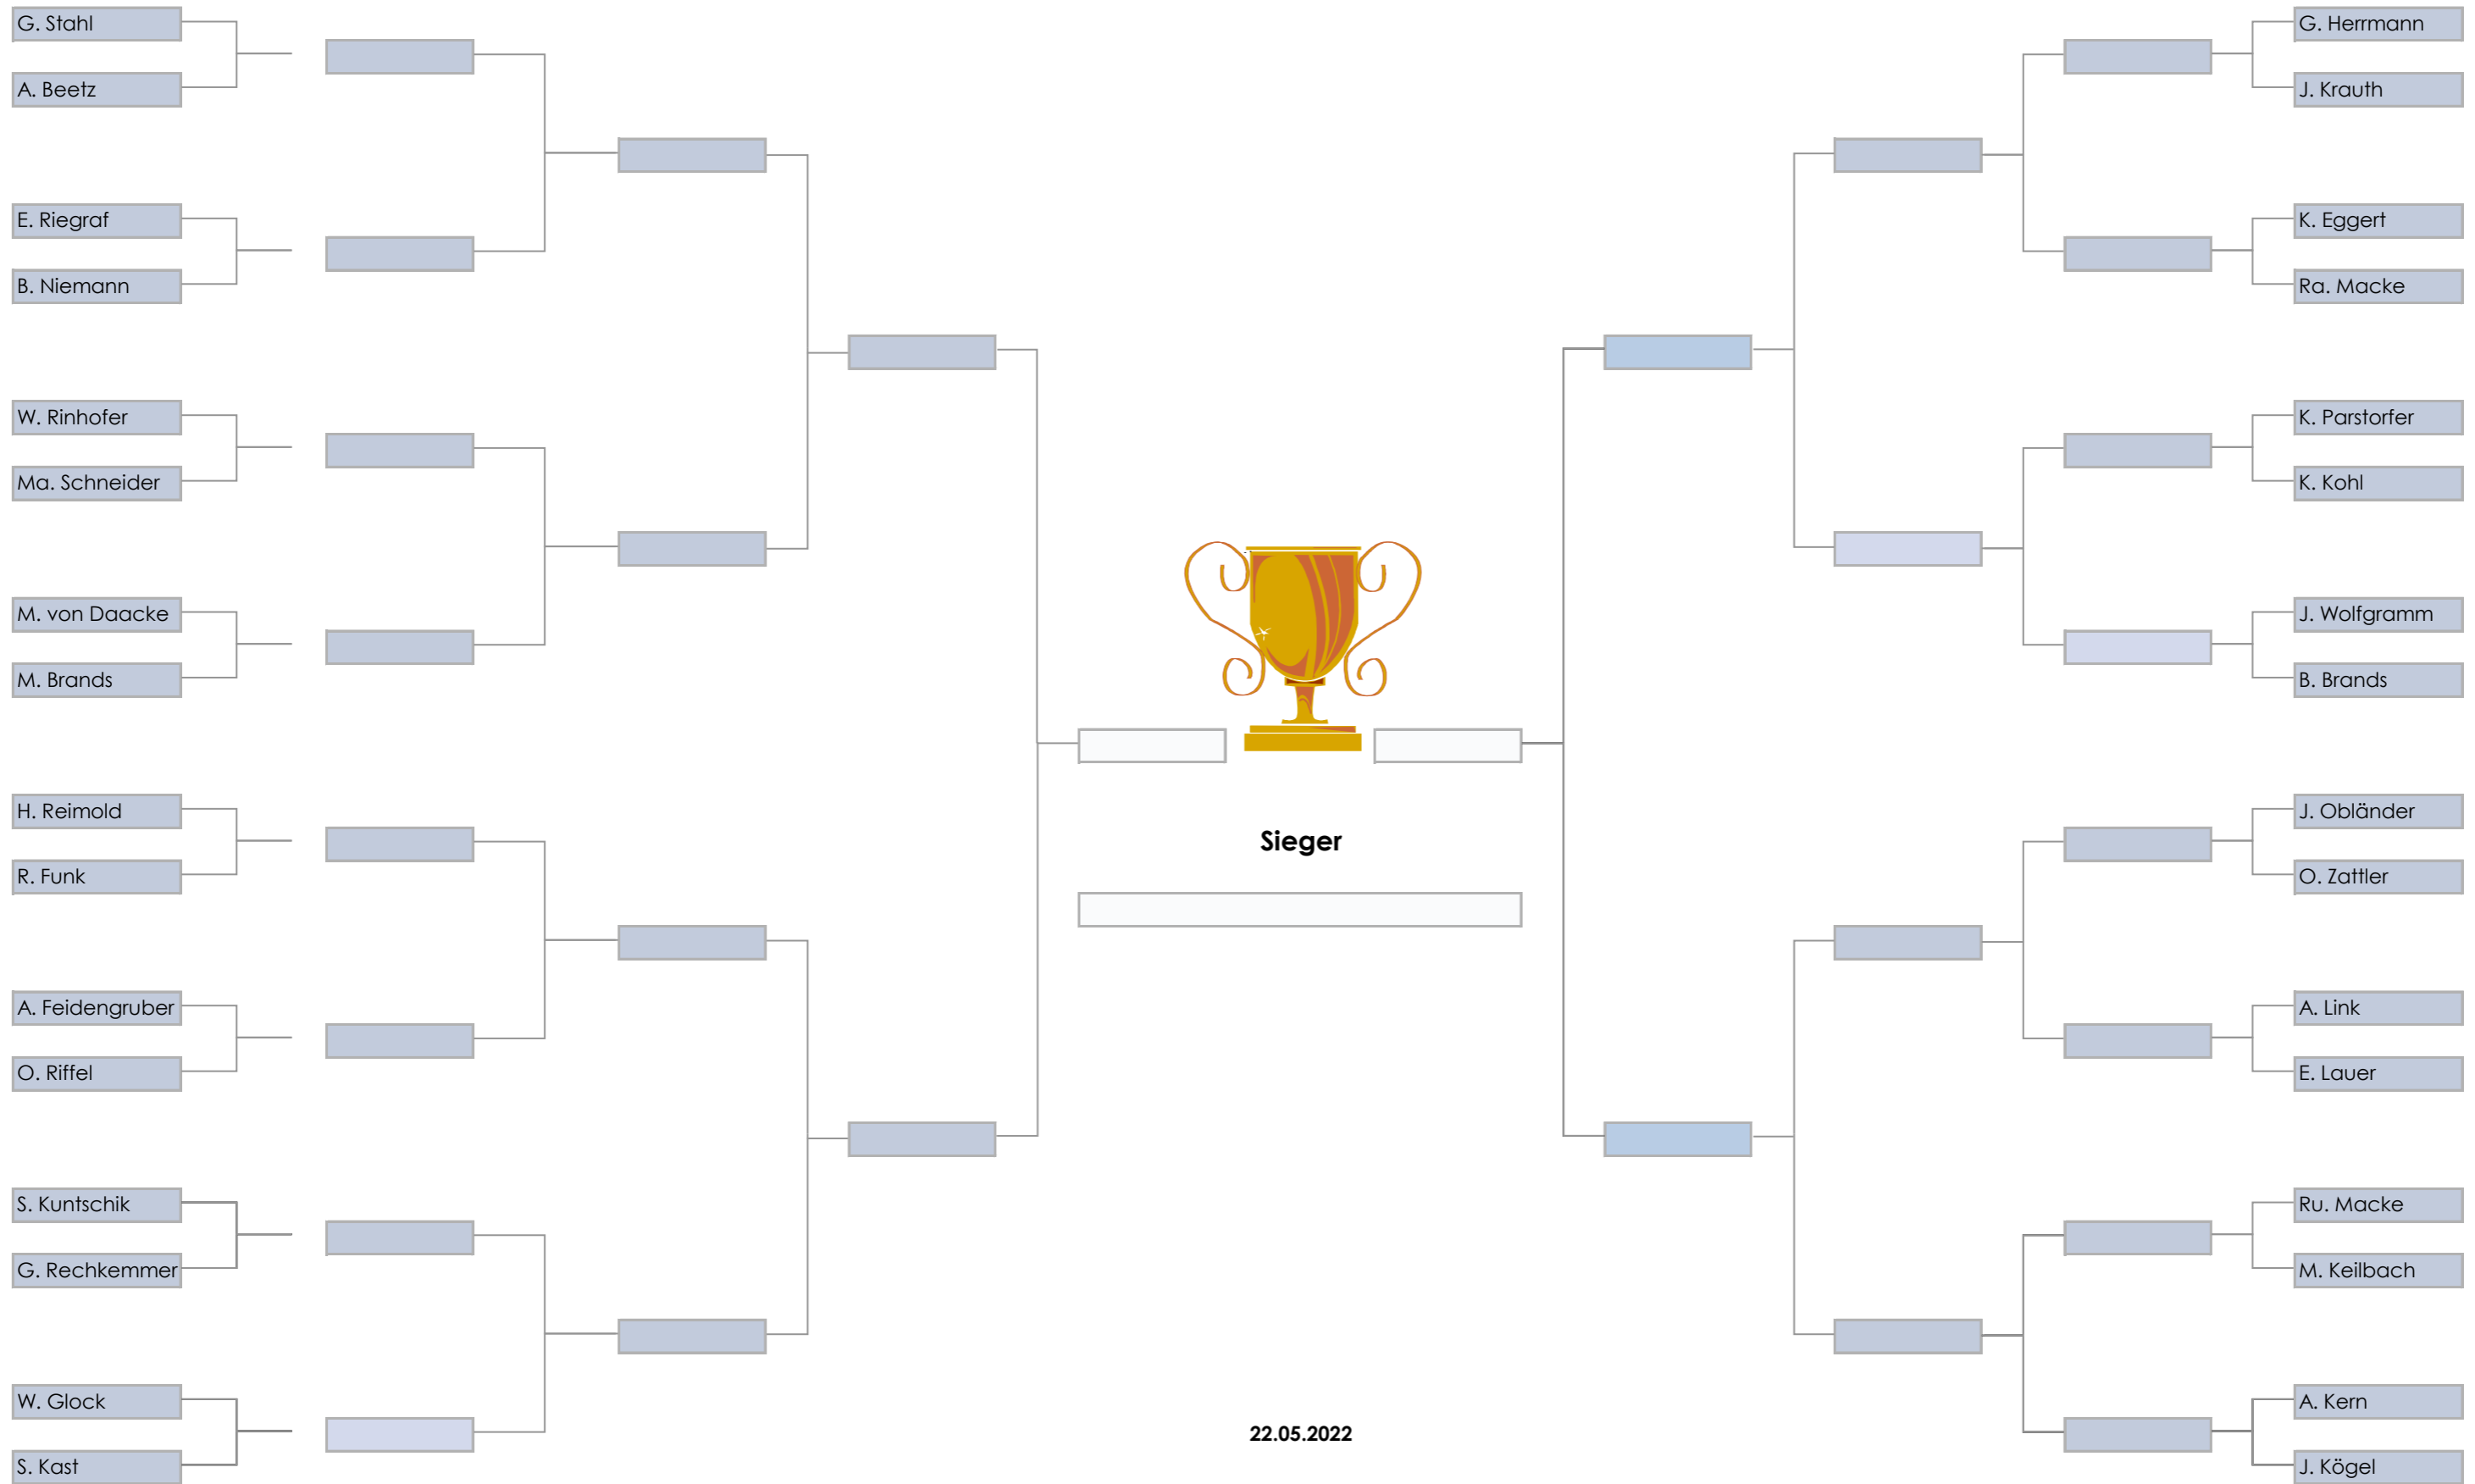 G. Stahl
A. Beetz
E. Riegraf
B. Niemann
W. Rinhofer
Ma. Schneider
M. von Daacke
M. Brands
H. Reimold
R. Funk
A. Feidengruber
O. Riffel
S. Kuntschik
G. Rechkemmer
W. Glock
S. Kast
Sieger
22.05.2022
G. Herrmann
J. Krauth
K. Eggert
Ra. Macke
K. Parstorfer
K. Kohl
J. Wolfgramm
B. Brands
J. Obländer
O. Zattler
A. Link
E. Lauer
Ru. Macke
M. Keilbach
A. Kern
J. Kögel